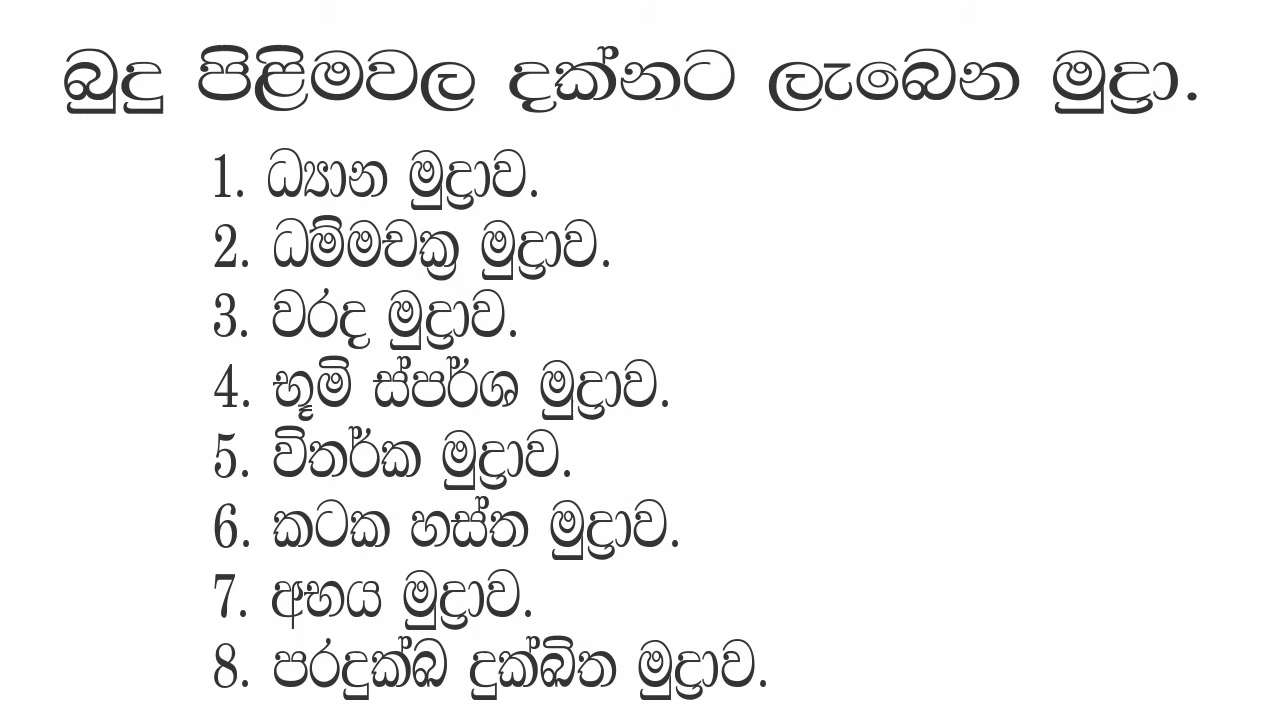 බුදු පිළිමවල දක්නට ලැබෙන මුද්‍රා.
1. ධ්‍යාන මුද්‍රාව.
2. ධම්මචක්‍ර මුද්‍රාව.
3. වරද මුද්‍රාව.
4. භූමි ස්පර්ශ මුද්‍රාව.
5. විතර්ක මුද්‍රාව.
6. කටක හස්ත මුද්‍රාව.
7. අභය මුද්‍රාව.
8. පරදුක්ඛ දුක්ඛිත මුද්‍රාව.